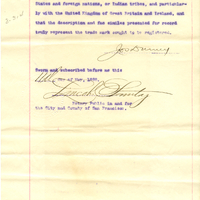 States and foreign nations, or Indian tribes, and particular-
ly with the United Kingdom of Great Britain and Ireland, and
that the description and fac similes presented for record
truly represent the trade mark sought to be registered.
Sworn and subscribed before me this
day of
Notary Public in and for
the City and County of San Francisco.